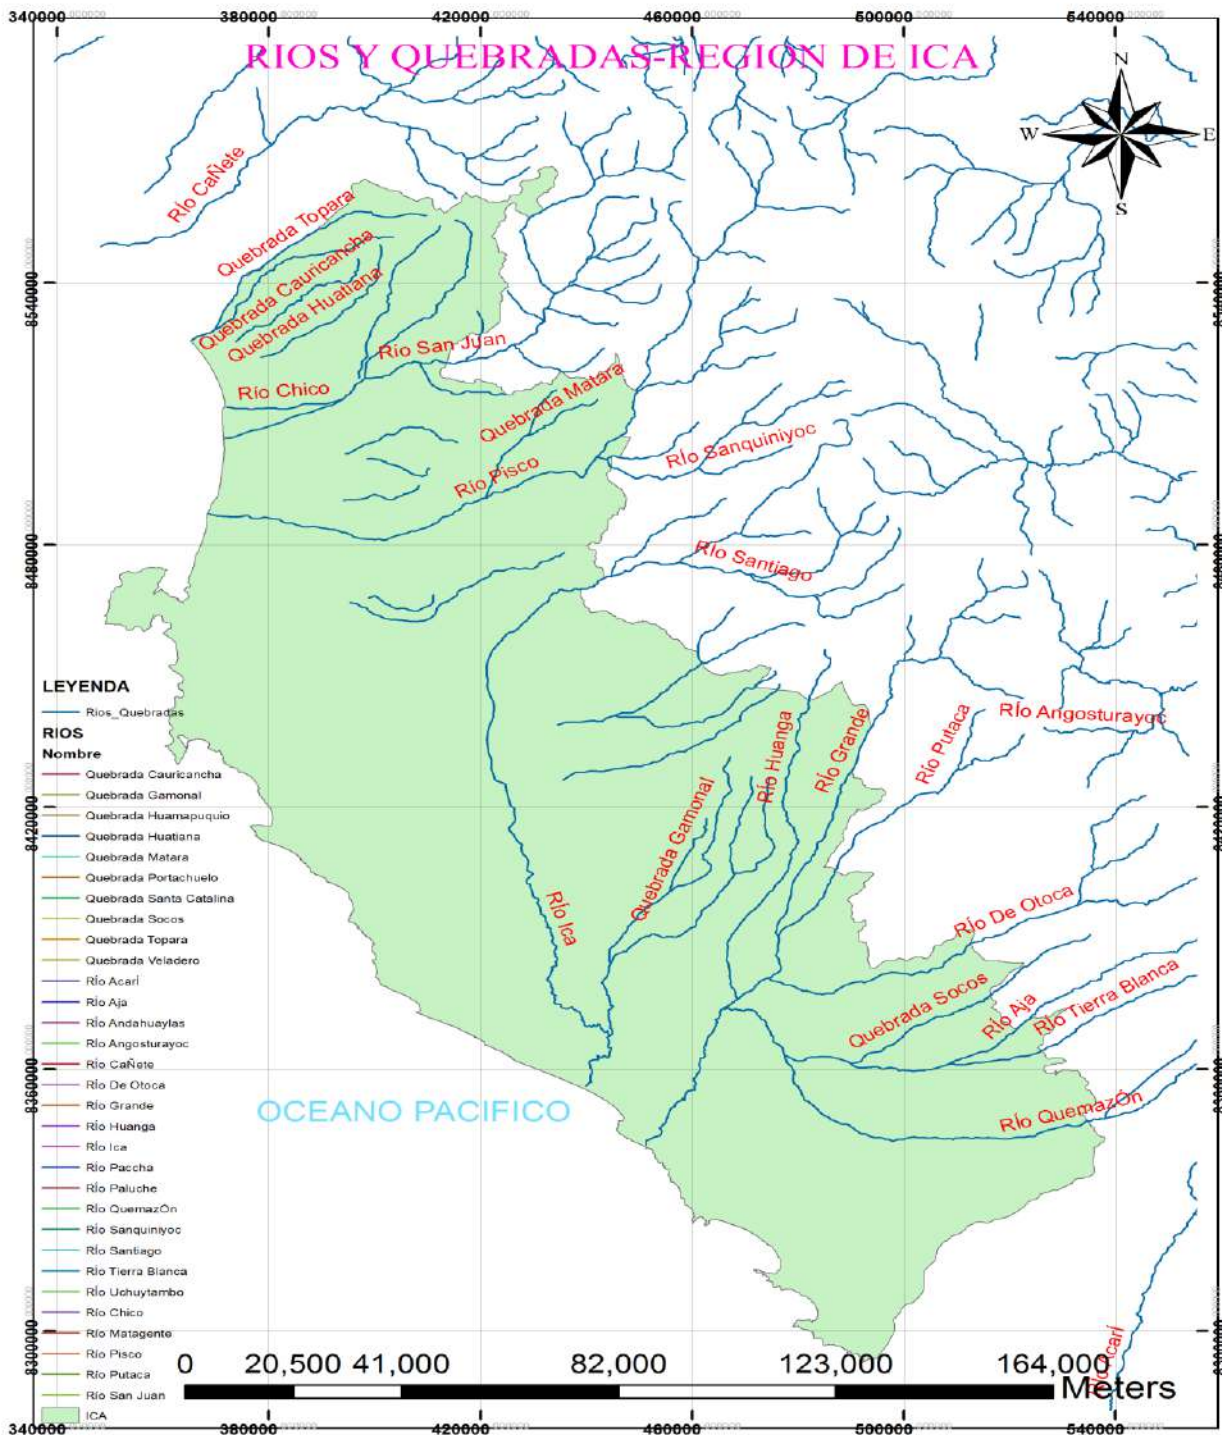 340000 380000 420000 460000 500000 540000
RIOS Y QUEBRADAS-REGION DE ICA
N
W E
S
RÍo CaÑete
Quebrada Topara
Quebrada Cauricancha
Quebrada Huatiana
8540000
Río San Juan
Río Chico
Quebrada Matara
RÍo Sanquiniyoc
Río Pisco
8480000
RÍo Santiago
LEYENDA
Rios_Quebradas
RIOS
Nombre
Quebrada Cauricancha
Quebrada Gamonal
Quebrada Huamapuquio
Quebrada Huatiana
Quebrada Matara
Quebrada Portachuelo
Quebrada Santa Catalina
Quebrada Socos
Quebrada Topara
Quebrada Veladero
RÍo AcarÍ
RÍo Aja
RÍo Andahuaylas
RÍo Angosturayoc
RÍo CaÑete
RÍo De Otoca
RÍo Grande
RÍo Huanga
RÍo Ica
RÍo Paccha
RÍo Paluche
RÍo QuemazÓn
RÍo Sanquiniyoc
RÍo Santiago
RÍo Tierra Blanca
RÍo Uchuytambo
Río Chico
Río Matagente
Río Pisco
Río Putaca
Río San Juan
ICA
RÍo Angosturayoc
Río Putaca
RÍo Grande
RÍo Huanga
Quebrada Gamonal
8420000
RÍo Ica
RÍo De Otoca
Quebrada Socos
RÍo Aja
RÍo Tierra Blanca
8360000
OCEANO PACIFICO
RÍo QuemazÓn
8300000
RÍo AcarÍ
0 20,500 41,000 82,000 123,000 164,000
Meters
340000 380000 420000 460000 500000 540000